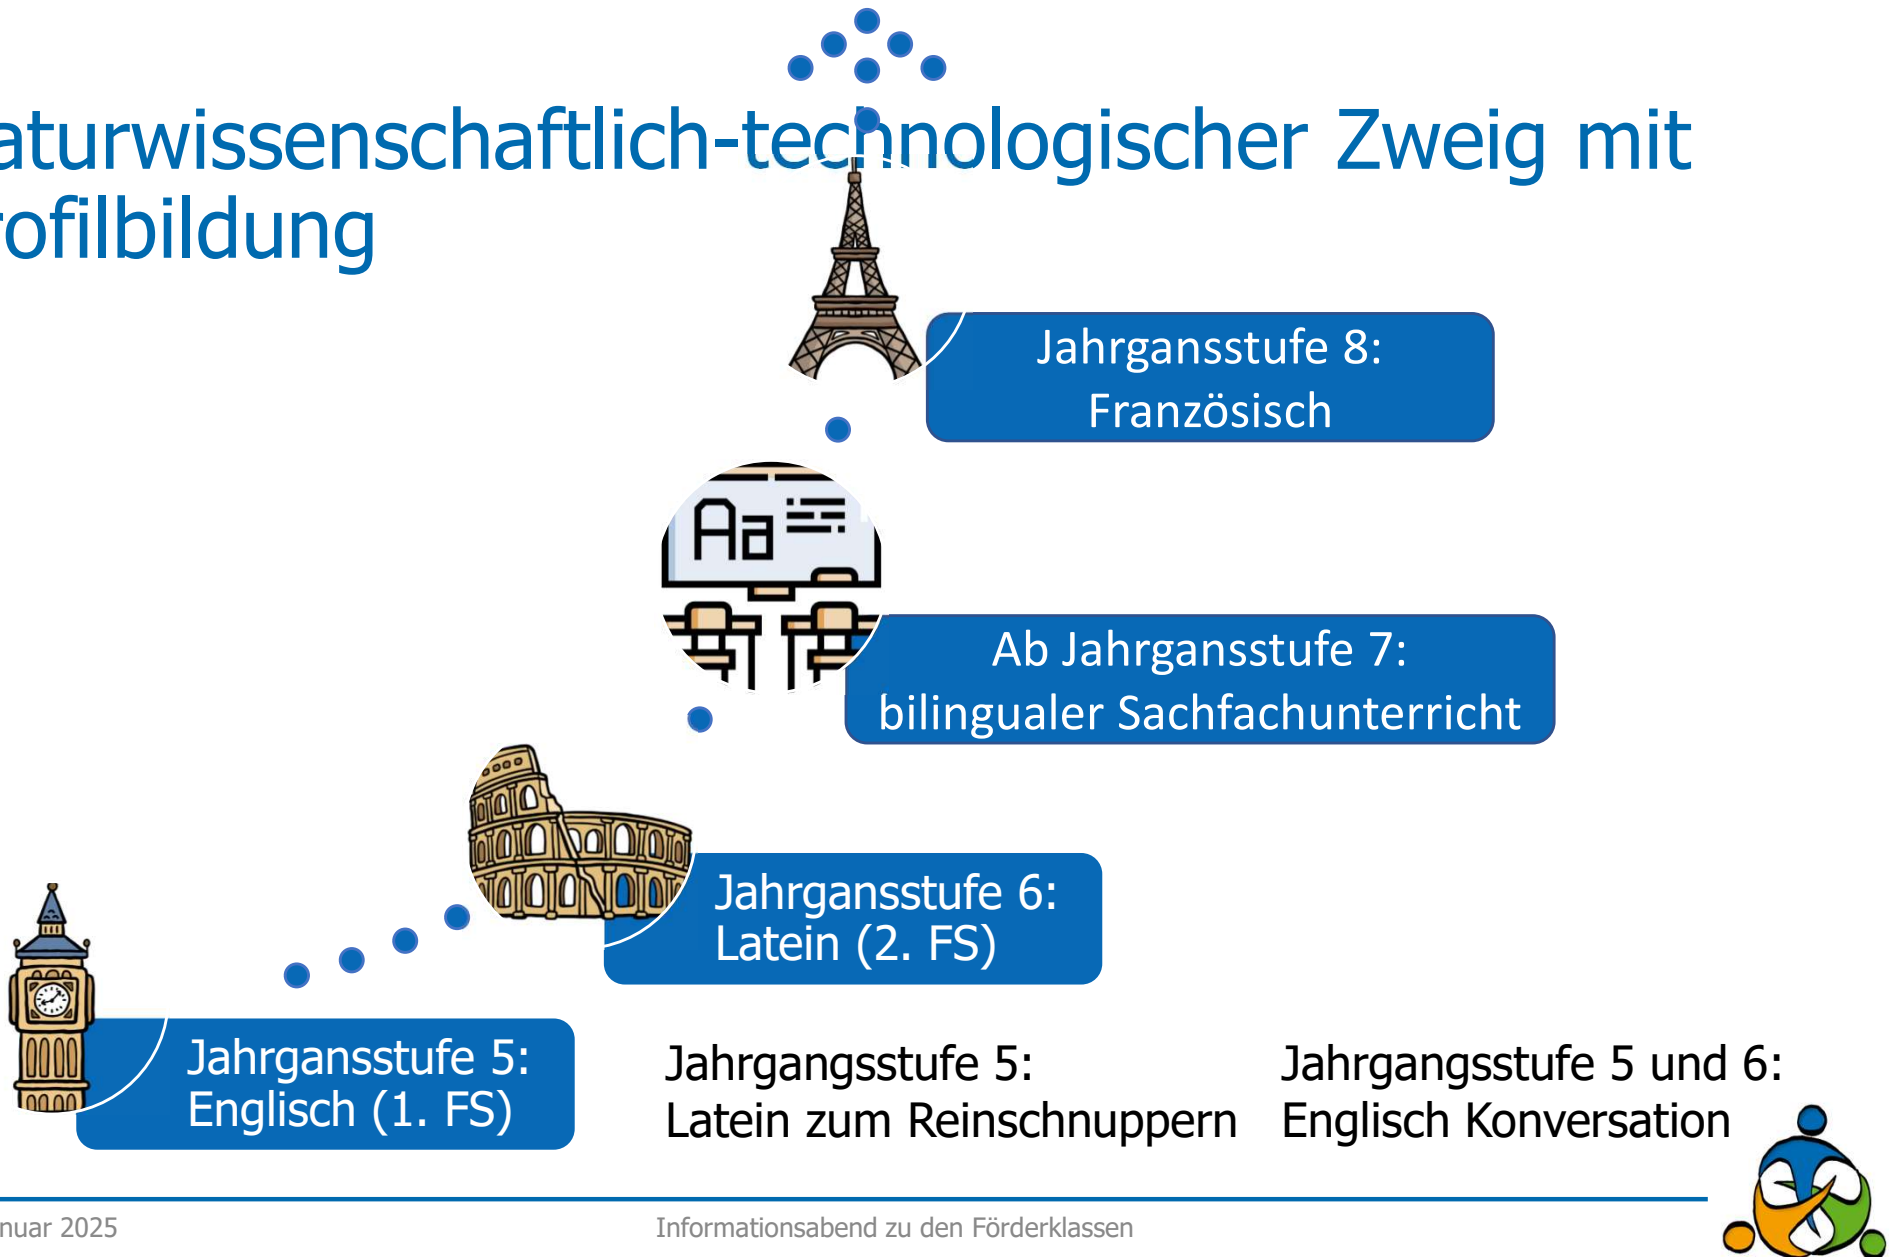 aturwissenschaftlich-technologischer Zweig mit
rofilbildung
Jahrgansstufe 8:
Französisch
Aa
Ab Jahrgansstufe 7:
bilingualer Sachfachunterricht
Jahrgansstufe 6:
Latein (2. FS)
Jahrgansstufe 5:
Englisch (1. FS)
Jahrgangsstufe 5:
Latein zum Reinschnuppern
Jahrgangsstufe 5 und 6:
Englisch Konversation
nuar 2025
Informationsabend zu den Förderklassen